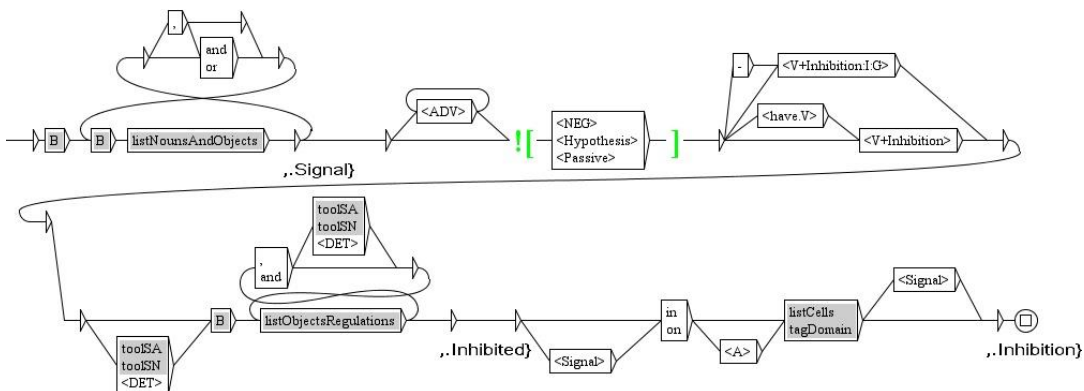 ,
and
or
B
B
listNounsAndObjects
,.Signal}
<ADV>
![
<NEG>
<Hypothesis>
<Passive>
]
-
<V+Inhibition:I:G>
<have.V>
<V+Inhibition>
toolSA
toolSN
<DET>
B
,
and
toolSA
toolSN
<DET>
listObjectsRegulations
,.Inhibited}
<Signal>
in
on
<A>
listCells
tagDomain
<Signal>
,.Inhibition}